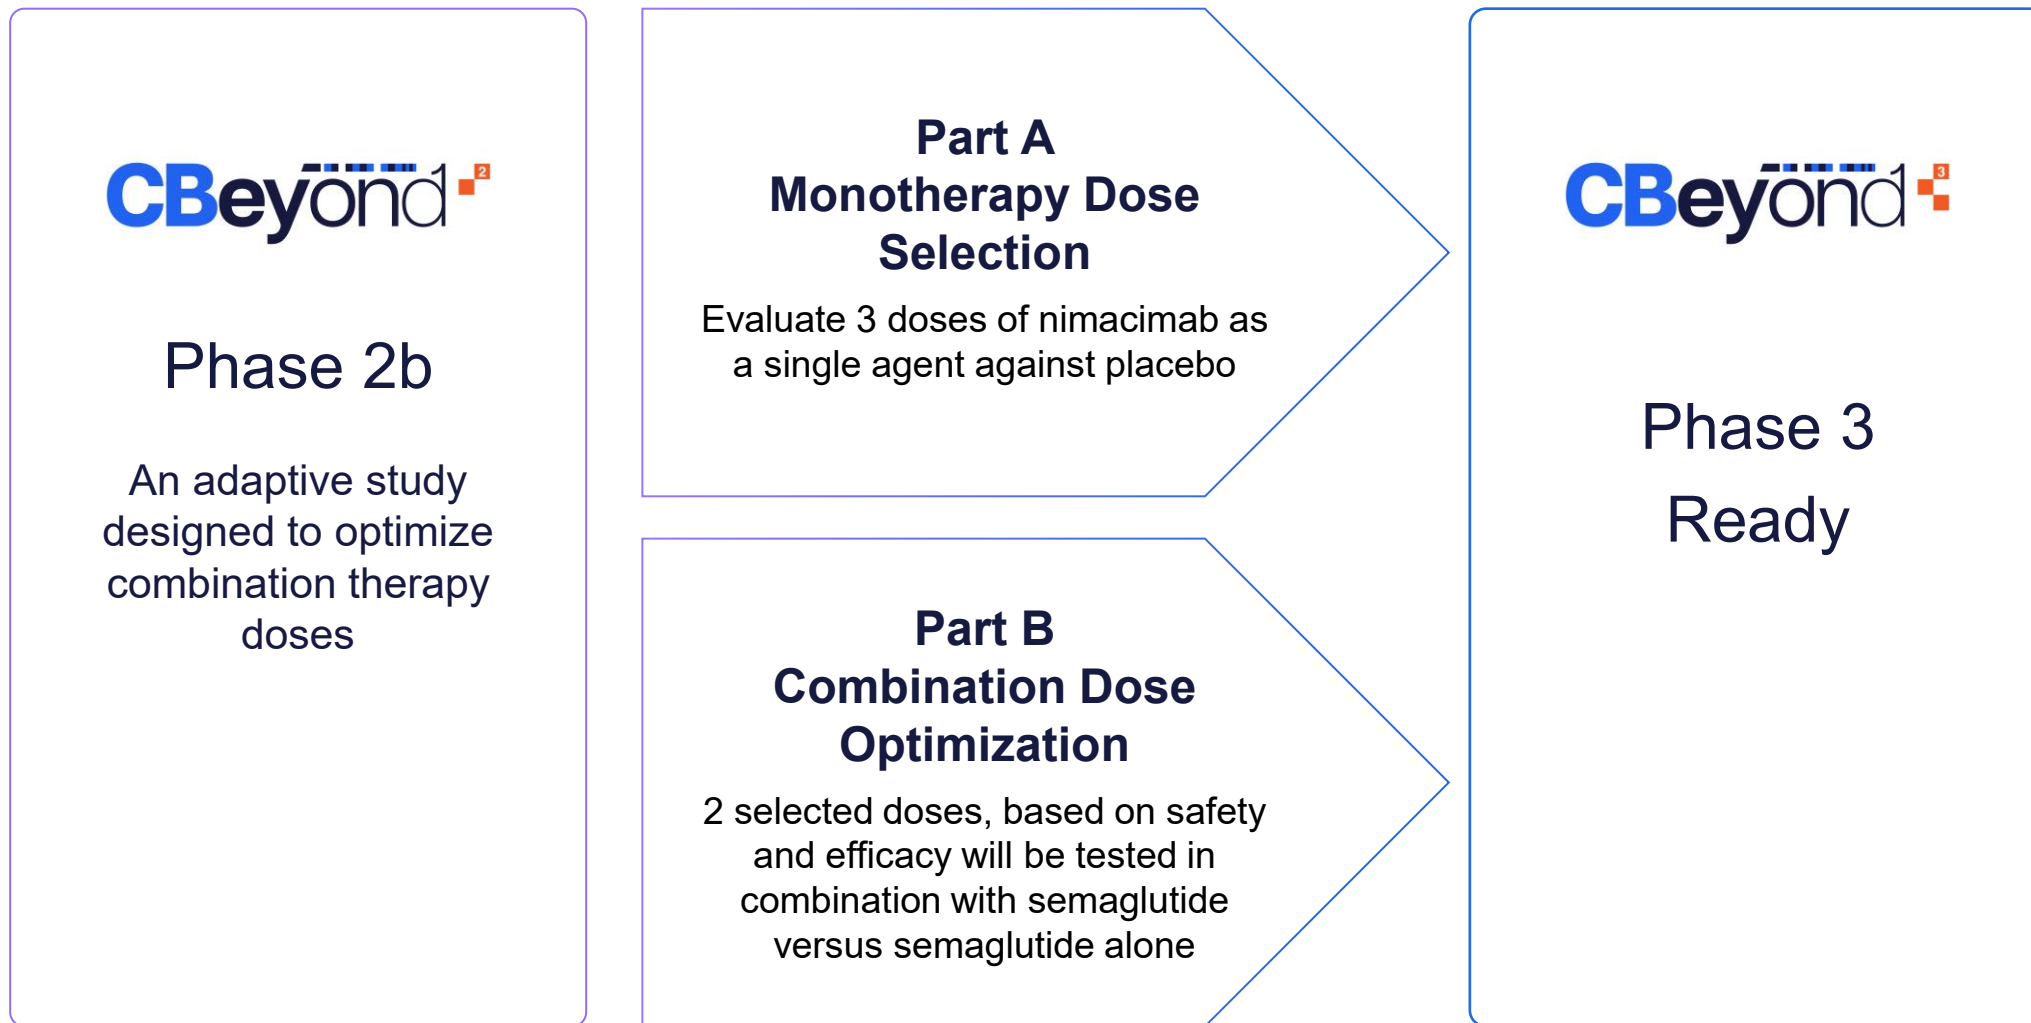 CBeyond 2
Phase 2b
An adaptive study
designed to optimize
combination therapy
doses
Part A
Monotherapy Dose
Selection
Evaluate 3 doses of nimacimab as
a single agent against placebo
Part B
Combination Dose
Optimization
2 selected doses, based on safety
and efficacy will be tested in
combination with semaglutide
versus semaglutide alone
CBeyond 3
Phase 3
Ready